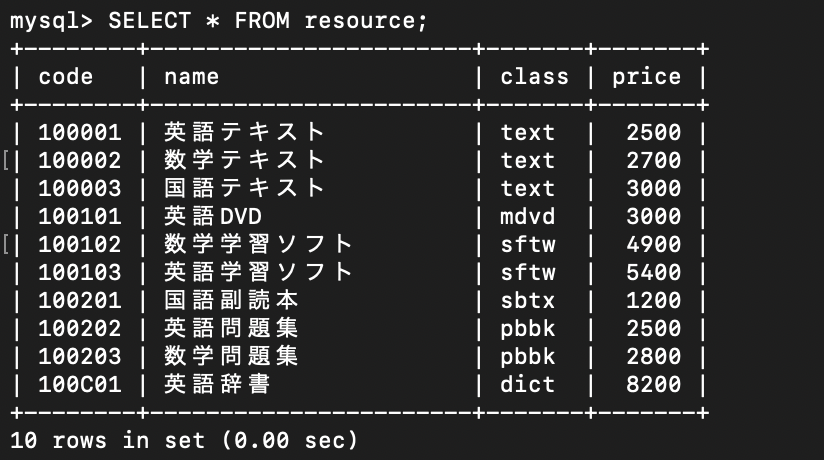 mysql> SELECT * FROM resource;
+--------+-----------------------+-------+-------+
| code   | name                  | class | price |
+--------+-----------------------+-------+-------+
| 100001 | 英語テキスト | text  |  2500 |
[| 100002 | 数学テキスト | text  |  2700 |
| 100003 | 国語テキスト | text  |  3000 |
| 100101 | 英語DVD | mdvd  |  3000 |
[| 100102 | 数学学習ソフト | sftw  |  4900 |
| 100103 | 英語学習ソフト | sftw  |  5400 |
| 100201 | 国語副読本 | sbtx  |  1200 |
| 100202 | 英語問題集 | pbbk  |  2500 |
| 100203 | 数学問題集 | pbbk  |  2800 |
| 100C01 | 英語辞書 | dict  |  8200 |
+--------+-----------------------+-------+-------+
10 rows in set (0.00 sec)